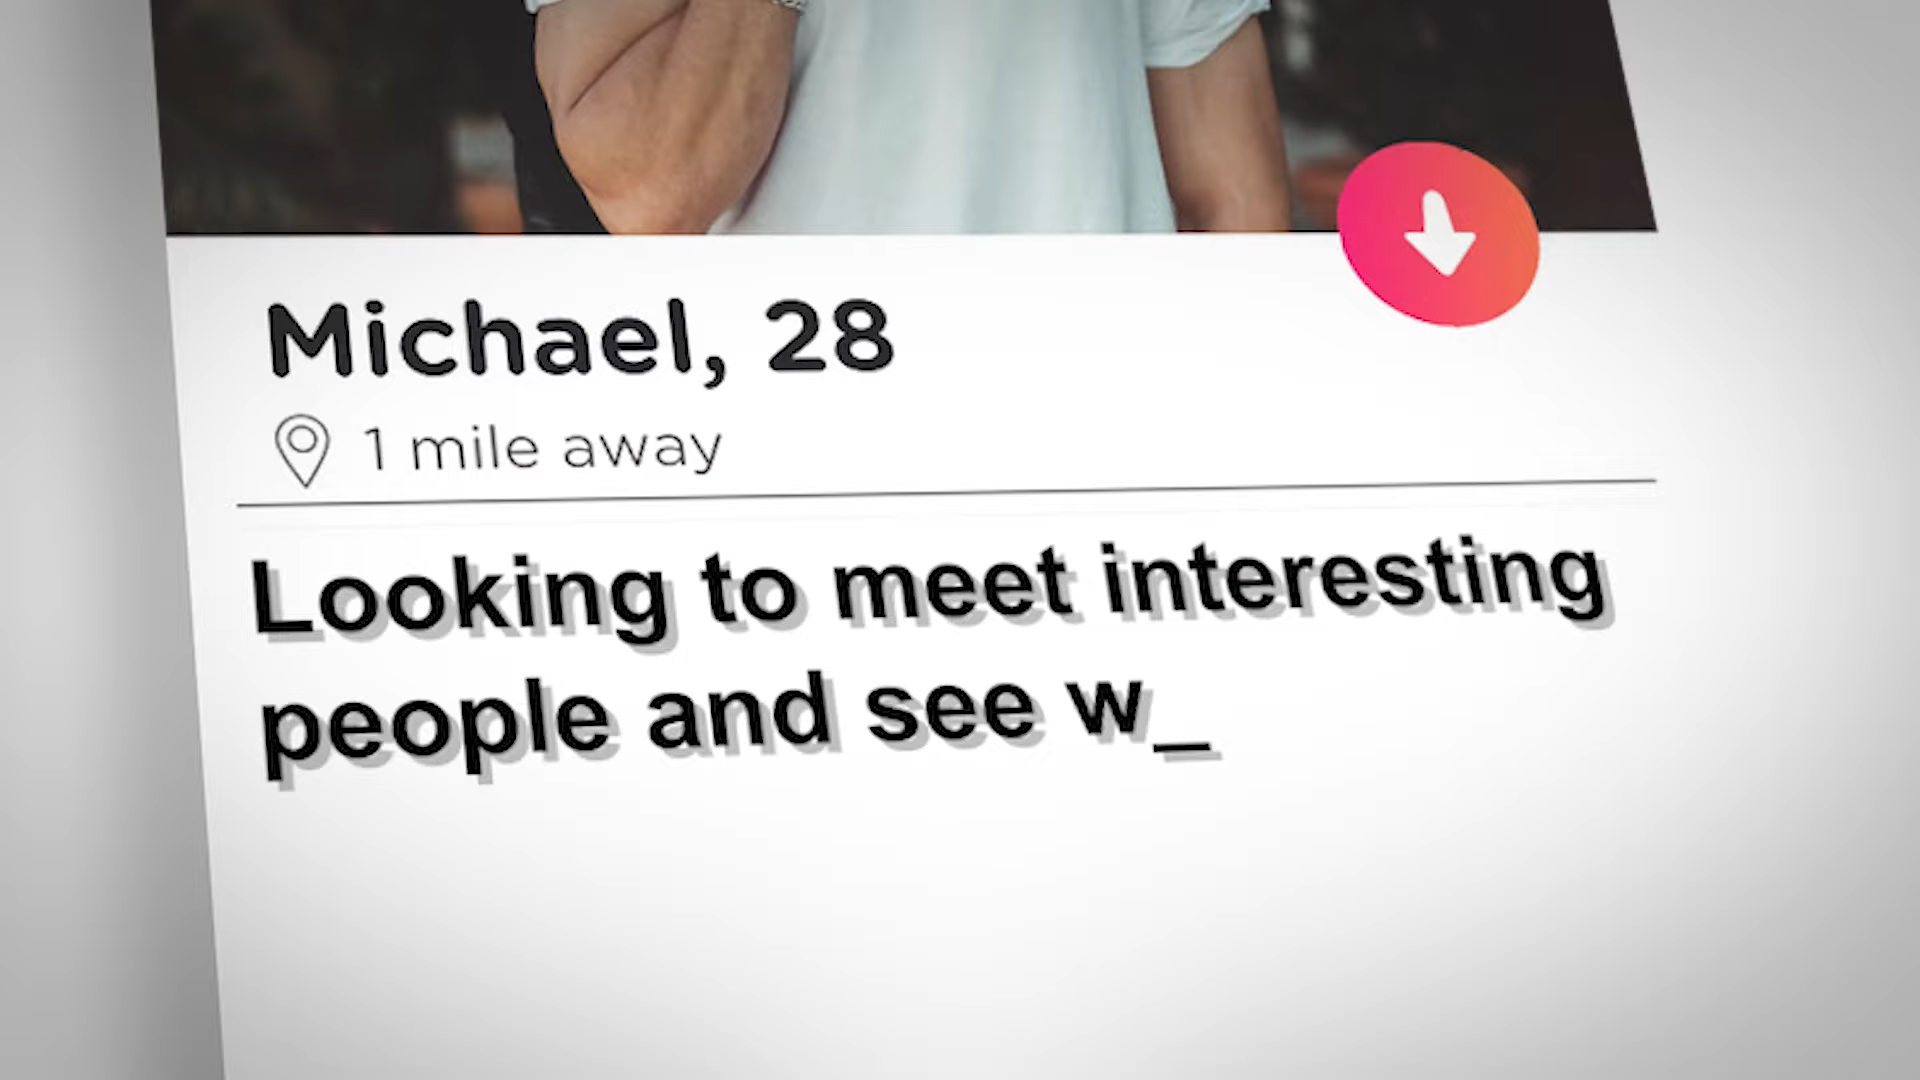 Michael, 28
1 mile away
Looking to meet interesting
people and see w_